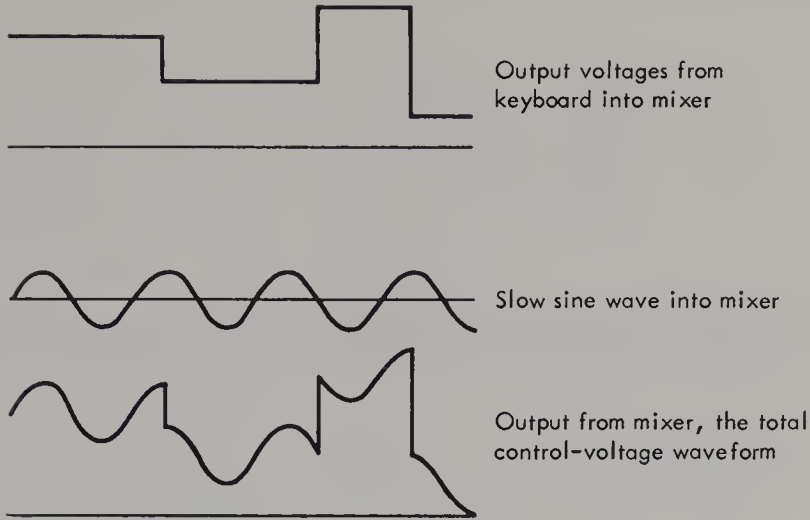 Output voltages from
keyboard into mixer
Slow sine wave into mixer
Output from mixer, the total
control-voltage waveform